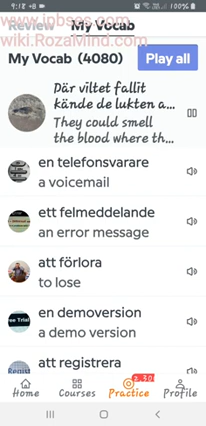 9:18
100%
www.ipbses.com
Review My Vocab
wiki.RozaMind.com
My Vocab (4080) Play all
Där viltet fallit
kände de lukten a...
They could smell
the blood where th...
en telefonsvarare
a voicemail
ett felmeddelande
an error message
att förlora
to lose
en demoversion
a demo version
att registrera
2.30
Home Courses Practice Profile